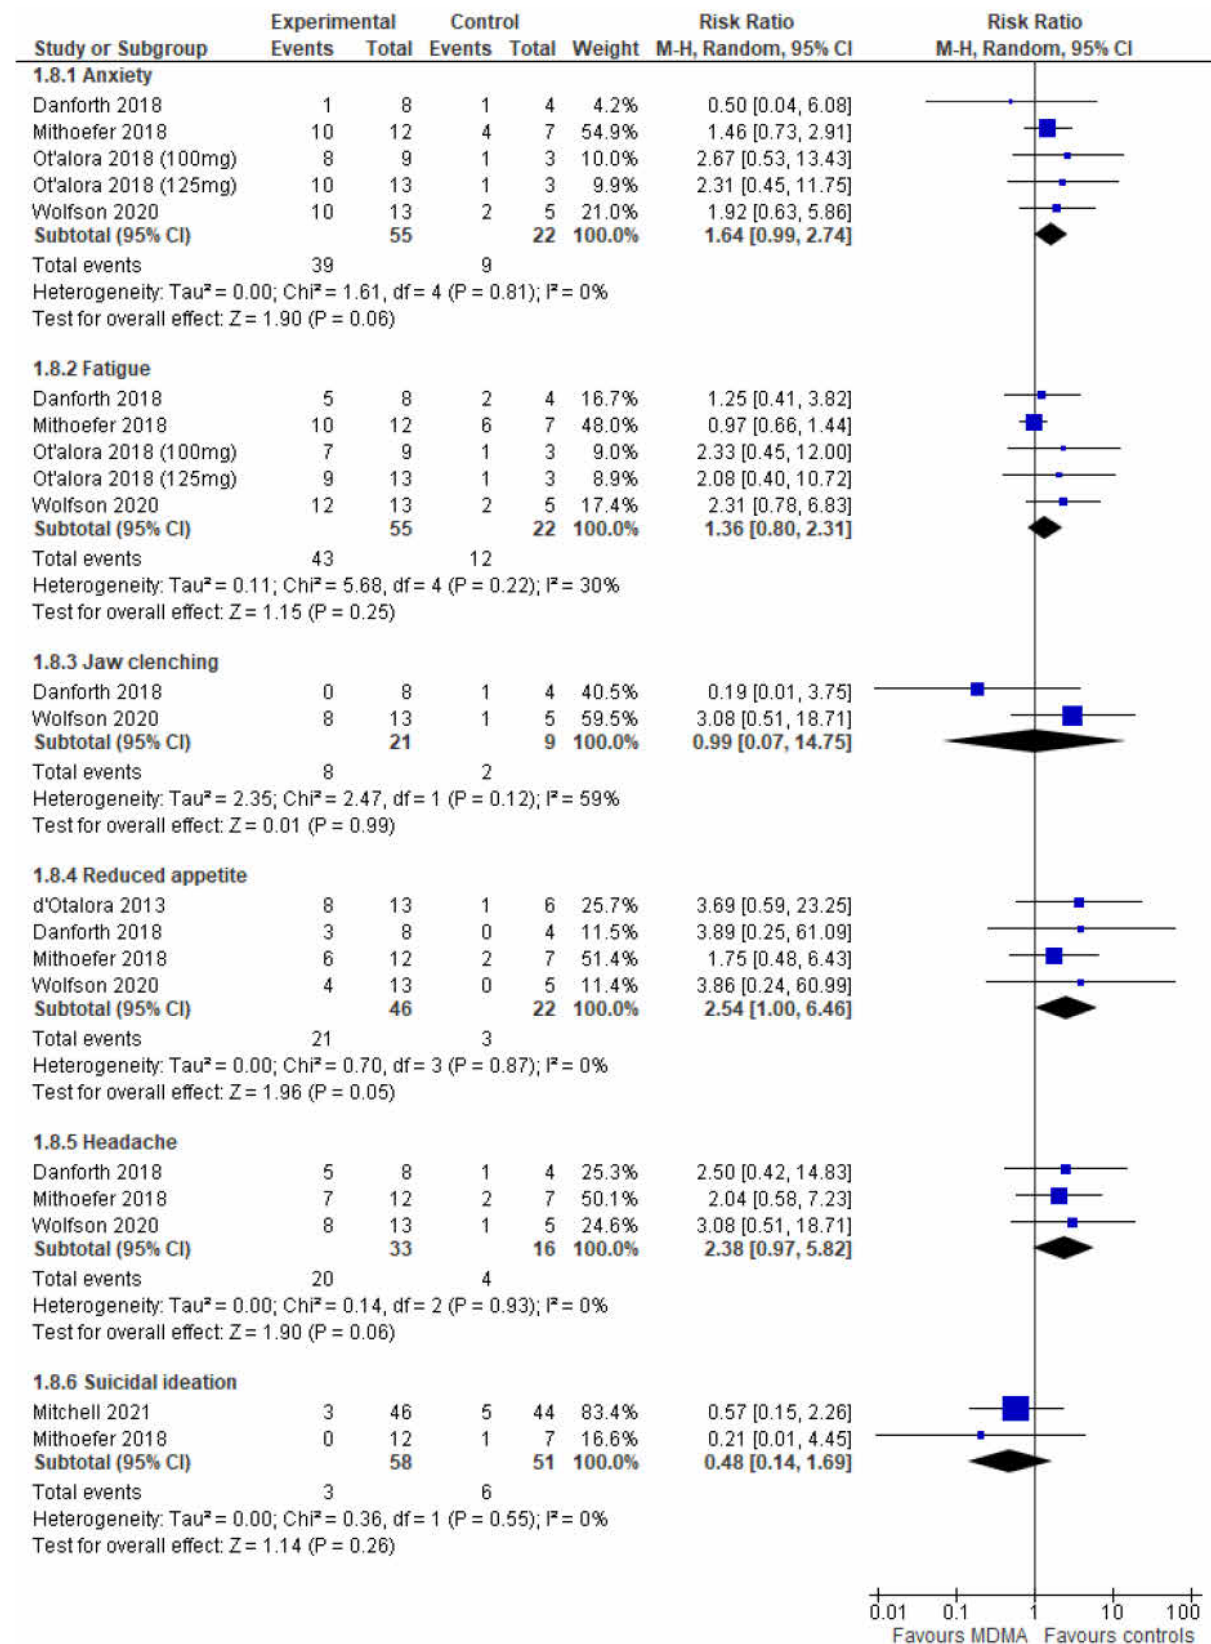 Experimental Control Risk Ratio Risk Ratio
Study or Subgroup Events Total Events Total Weight M-H, Random, 95% CI M-H, Random, 95% CI
1.8.1 Anxiety
Danforth 2018 1 8 1 4 4.2% 0.50 [0.04, 6.08]
Mithoefer 2018 10 12 4 7 54.9% 1.46 [0.73, 2.91]
Ot'alora 2018 (100mg) 8 9 1 3 10.0% 2.67 [0.53, 13.43]
Ot'alora 2018 (125mg) 10 13 1 3 9.9% 2.31 [0.45, 11.75]
Wolfson 2020 10 13 2 5 21.0% 1.92 [0.63, 5.86]
Subtotal (95% CI) 55 22 100.0% 1.64 [0.99, 2.74]
Total events 39 9
Heterogeneity: Tau² = 0.00; Chi² = 1.61, df = 4 (P = 0.81); I² = 0%
Test for overall effect: Z = 1.90 (P = 0.06)
1.8.2 Fatigue
Danforth 2018 5 8 2 4 16.7% 1.25 [0.41, 3.82]
Mithoefer 2018 10 12 6 7 48.0% 0.97 [0.66, 1.44]
Ot'alora 2018 (100mg) 7 9 1 3 9.0% 2.33 [0.45, 12.00]
Ot'alora 2018 (125mg) 9 13 1 3 8.9% 2.08 [0.40, 10.72]
Wolfson 2020 12 13 2 5 17.4% 2.31 [0.78, 6.83]
Subtotal (95% CI) 55 22 100.0% 1.36 [0.80, 2.31]
Total events 43 12
Heterogeneity: Tau² = 0.11; Chi² = 5.68, df = 4 (P = 0.22); I² = 30%
Test for overall effect: Z = 1.15 (P = 0.25)
1.8.3 Jaw clenching
Danforth 2018 0 8 1 4 40.5% 0.19 [0.01, 3.75]
Wolfson 2020 8 13 1 5 59.5% 3.08 [0.51, 18.71]
Subtotal (95% CI) 21 9 100.0% 0.99 [0.07, 14.75]
Total events 8 2
Heterogeneity: Tau² = 2.35; Chi² = 2.47, df = 1 (P = 0.12); I² = 59%
Test for overall effect: Z = 0.01 (P = 0.99)
1.8.4 Reduced appetite
d'Otalora 2013 8 13 1 6 25.7% 3.69 [0.59, 23.25]
Danforth 2018 3 8 0 4 11.5% 3.89 [0.25, 61.09]
Mithoefer 2018 6 12 2 7 51.4% 1.75 [0.48, 6.43]
Wolfson 2020 4 13 0 5 11.4% 3.86 [0.24, 60.99]
Subtotal (95% CI) 46 22 100.0% 2.54 [1.00, 6.46]
Total events 21 3
Heterogeneity: Tau² = 0.00; Chi² = 0.70, df = 3 (P = 0.87); I² = 0%
Test for overall effect: Z = 1.96 (P = 0.05)
1.8.5 Headache
Danforth 2018 5 8 1 4 25.3% 2.50 [0.42, 14.83]
Mithoefer 2018 7 12 2 7 50.1% 2.04 [0.58, 7.23]
Wolfson 2020 8 13 1 5 24.6% 3.08 [0.51, 18.71]
Subtotal (95% CI) 33 16 100.0% 2.38 [0.97, 5.82]
Total events 20 4
Heterogeneity: Tau² = 0.00; Chi² = 0.14, df = 2 (P = 0.93); I² = 0%
Test for overall effect: Z = 1.90 (P = 0.06)
1.8.6 Suicidal ideation
Mitchell 2021 3 46 5 44 83.4% 0.57 [0.15, 2.26]
Mithoefer 2018 0 12 1 7 16.6% 0.21 [0.01, 4.45]
Subtotal (95% CI) 58 51 100.0% 0.48 [0.14, 1.69]
Total events 3 6
Heterogeneity: Tau² = 0.00; Chi² = 0.36, df = 1 (P = 0.55); I² = 0%
Test for overall effect: Z = 1.14 (P = 0.26)
0.01 0.1 1 10 100
Favours MDMA Favours controls